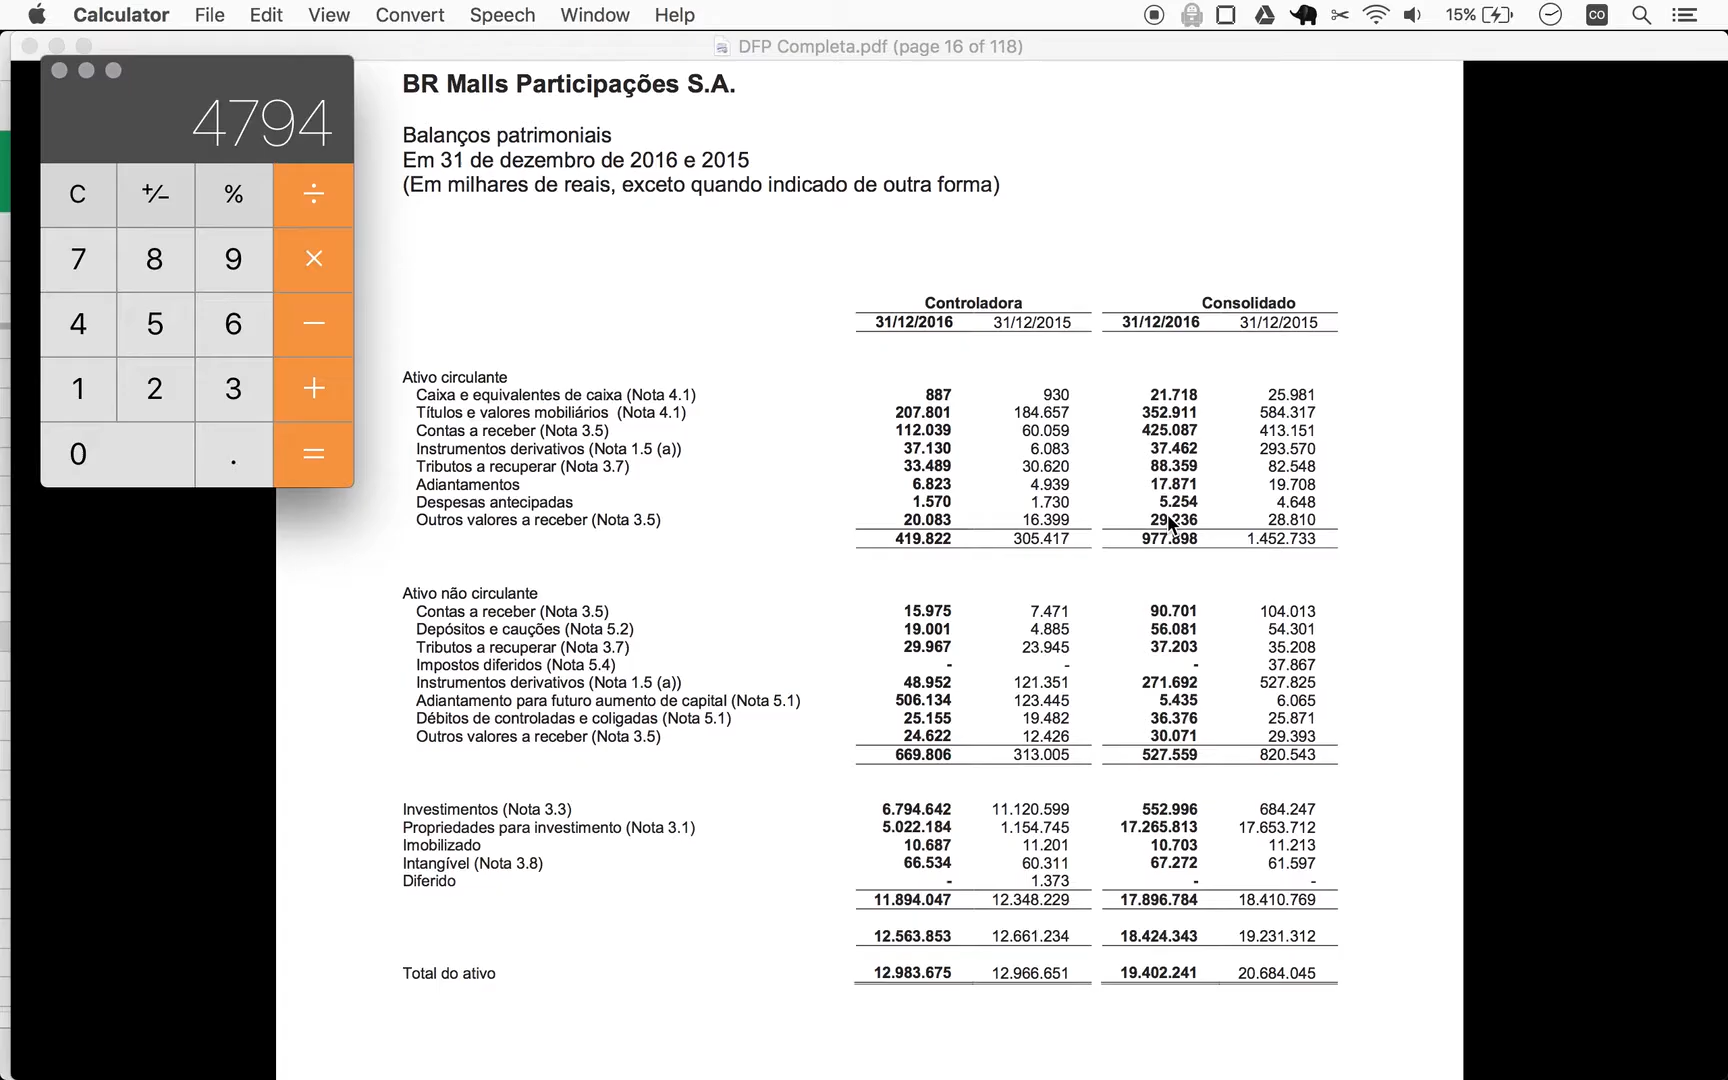 Calculator File Edit View Convert Speech Window Help 15% CO
DFP Completa.pdf (page 16 of 118)
4794
C +/− % ÷
7 8 9 ×
4 5 6 −
1 2 3 +
0 . =
BR Malls Participações S.A.
Balanços patrimoniais
Em 31 de dezembro de 2016 e 2015
(Em milhares de reais, exceto quando indicado de outra forma)
Controladora Consolidado
31/12/2016 31/12/2015 31/12/2016 31/12/2015
Ativo circulante
Caixa e equivalentes de caixa (Nota 4.1) 887 930 21.718 25.981
Títulos e valores mobiliários (Nota 4.1) 207.801 184.657 352.911 584.317
Contas a receber (Nota 3.5) 112.039 60.059 425.087 413.151
Instrumentos derivativos (Nota 1.5 (a)) 37.130 6.083 37.462 293.570
Tributos a recuperar (Nota 3.7) 33.489 30.620 88.359 82.548
Adiantamentos 6.823 4.939 17.871 19.708
Despesas antecipadas 1.570 1.730 5.254 4.648
Outros valores a receber (Nota 3.5) 20.083 16.399 29.236 28.810
419.822 305.417 977.898 1.452.733
Ativo não circulante
Contas a receber (Nota 3.5) 15.975 7.471 90.701 104.013
Depósitos e cauções (Nota 5.2) 19.001 4.885 56.081 54.301
Tributos a recuperar (Nota 3.7) 29.967 23.945 37.203 35.208
Impostos diferidos (Nota 5.4) - - - 37.867
Instrumentos derivativos (Nota 1.5 (a)) 48.952 121.351 271.692 527.825
Adiantamento para futuro aumento de capital (Nota 5.1) 506.134 123.445 5.435 6.065
Débitos de controladas e coligadas (Nota 5.1) 25.155 19.482 36.376 25.871
Outros valores a receber (Nota 3.5) 24.622 12.426 30.071 29.393
669.806 313.005 527.559 820.543
Investimentos (Nota 3.3) 6.794.642 11.120.599 552.996 684.247
Propriedades para investimento (Nota 3.1) 5.022.184 1.154.745 17.265.813 17.653.712
Imobilizado 10.687 11.201 10.703 11.213
Intangível (Nota 3.8) 66.534 60.311 67.272 61.597
Diferido - 1.373 - -
11.894.047 12.348.229 17.896.784 18.410.769
12.563.853 12.661.234 18.424.343 19.231.312
Total do ativo 12.983.675 12.966.651 19.402.241 20.684.045